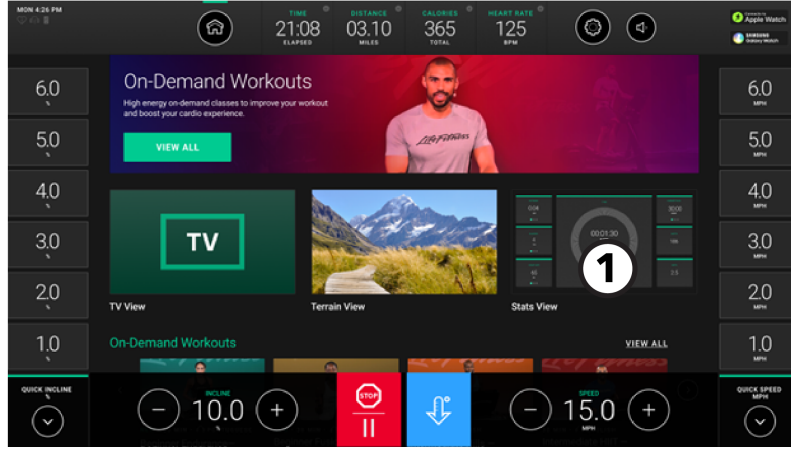 MON 4:26 PM
TIME
21:08
ELAPSED
DISTANCE
03.10
MILES
CALORIES
365
TOTAL
HEART RATE
125
BPM
Connected to
Apple Watch
SAMSUNG
Galaxy Watch
6.0
%
5.0
%
4.0
%
3.0
%
2.0
%
1.0
%
QUICK INCLINE
%
On-Demand Workouts
High energy on-demand classes to improve your workout
and boost your cardio experience.
VIEW ALL
Life Fitness
TV
TV View
Terrain View
00:01:30
1
Stats View
On-Demand Workouts
VIEW ALL
INCLINE
10.0
%
STOP
SPEED
15.0
MPH
6.0
MPH
5.0
MPH
4.0
MPH
3.0
MPH
2.0
MPH
1.0
MPH
QUICK SPEED
MPH